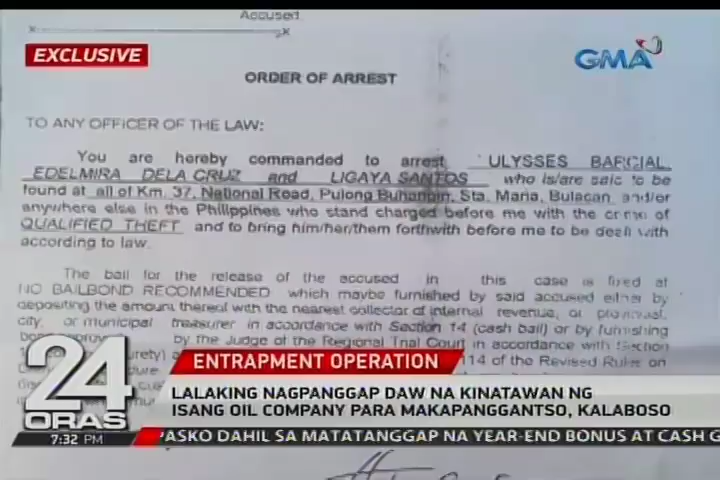 Accused
x x
EXCLUSIVE
GMA
ORDER OF ARREST
TO ANY OFFICER OF THE LAW:
You are hereby commanded to arrest ULYSSES BARCIAL,
EDELMIRA DELA CRUZ and LIGAYA SANTOS who is/are said to be
found at all of Km. 37, National Road, Pulong Buhangin, Sta. Maria, Bulacan and/or
anywhere else in the Philippines who stand charged before me with the crime of
QUALIFIED THEFT and to bring him/her/them forthwith before me to be dealt with
according to law.
The bail for the release of the accused in this case is fixed at
NO BAILBOND RECOMMENDED which maybe furnished by said accused either by
depositing the amount thereof with the nearest collector of internal revenue, or provincial,
city, or municipal treasurer in accordance with Section 14 (cash bail) or by furnishing
by the Judge of the Regional Trial Court in accordance with Section
114 of the Revised Rules on
24 ORAS
ENTRAPMENT OPERATION
LALAKING NAGPANGGAP DAW NA KINATAWAN NG
ISANG OIL COMPANY PARA MAKAPANGGANTSO, KALABOSO
7:32 PM
PASKO DAHIL SA MATATANGGAP NA YEAR-END BONUS AT CASH G